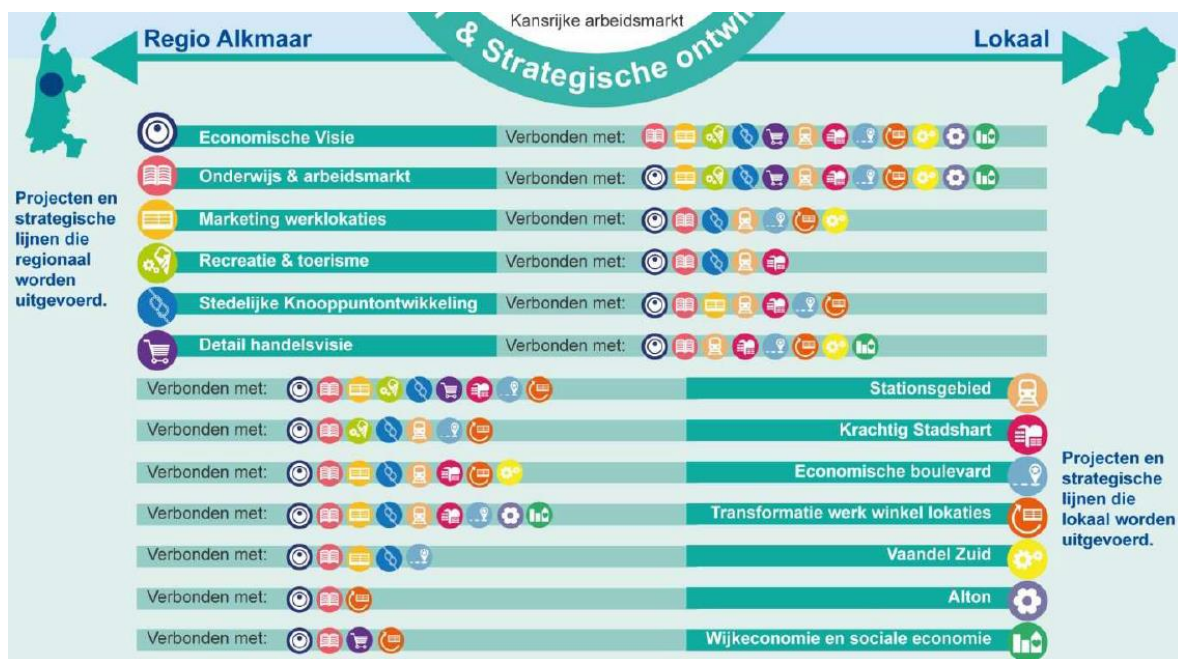 Kansrijke arbeidsmarkt
& Strategische
Regio Alkmaar
Lokaal
Projecten en
strategische
lijnen die
regionaal
worden
uitgevoerd.
Economische Visie Verbonden met:
Onderwijs & arbeidsmarkt Verbonden met:
Marketing werklokaties Verbonden met:
Recreatie & toerisme Verbonden met:
Stedelijke Knooppuntontwikkeling Verbonden met:
Detail handelsvisie Verbonden met:
Verbonden met: Stationsgebied
Verbonden met: Krachtig Stadshart
Verbonden met: Economische boulevard
Verbonden met: Transformatie werk winkel lokaties
Verbonden met: Vaandel Zuid
Verbonden met: Alton
Verbonden met: Wijkeconomie en sociale economie
Projecten en
strategische
lijnen die
lokaal worden
uitgevoerd.